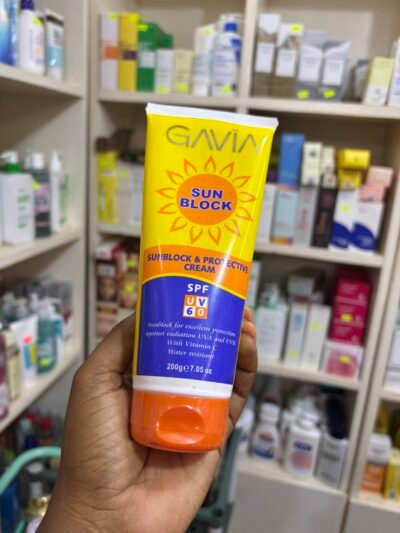 GAVIN
SUN
BLOCK
SUNBLOCK & PROTECTIVE
CREAM
SPF
UV
60
Sunblock for excellent protection
against radiation UVA and UVB
With Vitamin E
Water resistant
200g e 7.05 oz